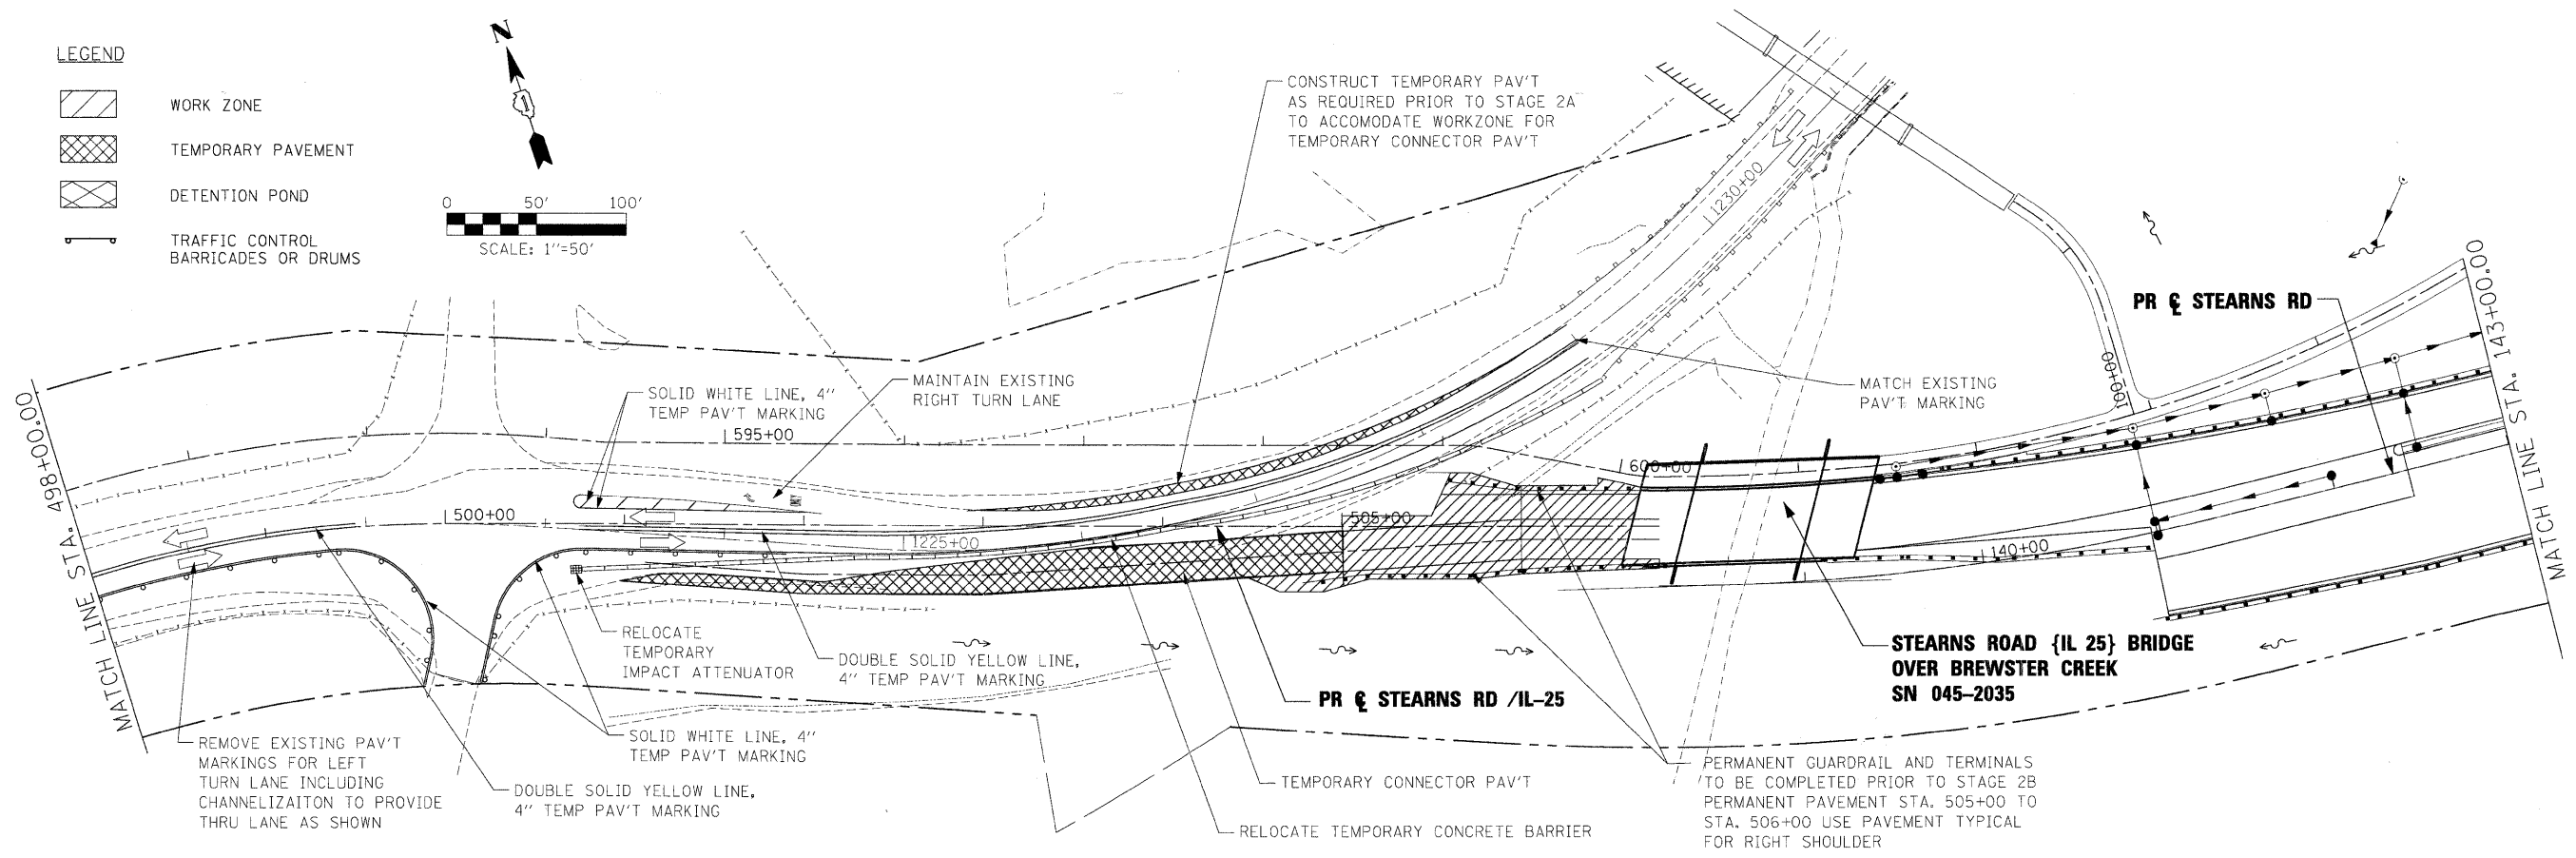 LEGEND
WORK ZONE
TEMPORARY PAVEMENT
DETENTION POND
TRAFFIC CONTROL
BARRICADES OR DRUMS
N
0 50' 100'
SCALE: 1"=50'
CONSTRUCT TEMPORARY PAV'T
AS REQUIRED PRIOR TO STAGE 2A
TO ACCOMODATE WORKZONE FOR
TEMPORARY CONNECTOR PAV'T
1230+00
PR ℄ STEARNS RD
MATCH LINE STA. 143+00.00
MATCH LINE STA. 498+00.00
SOLID WHITE LINE, 4"
TEMP PAV'T MARKING
MAINTAIN EXISTING
RIGHT TURN LANE
MATCH EXISTING
PAV'T MARKING
100+00
595+00
600+00
500+00
505+00
1225+00
140+00
RELOCATE
TEMPORARY
IMPACT ATTENUATOR
DOUBLE SOLID YELLOW LINE,
4" TEMP PAV'T MARKING
STEARNS ROAD {IL 25} BRIDGE
OVER BREWSTER CREEK
SN 045-2035
PR ℄ STEARNS RD /IL-25
REMOVE EXISTING PAV'T
MARKINGS FOR LEFT
TURN LANE INCLUDING
CHANNELIZAITON TO PROVIDE
THRU LANE AS SHOWN
SOLID WHITE LINE, 4"
TEMP PAV'T MARKING
DOUBLE SOLID YELLOW LINE,
4" TEMP PAV'T MARKING
TEMPORARY CONNECTOR PAV'T
RELOCATE TEMPORARY CONCRETE BARRIER
PERMANENT GUARDRAIL AND TERMINALS
TO BE COMPLETED PRIOR TO STAGE 2B
PERMANENT PAVEMENT STA. 505+00 TO
STA. 506+00 USE PAVEMENT TYPICAL
FOR RIGHT SHOULDER